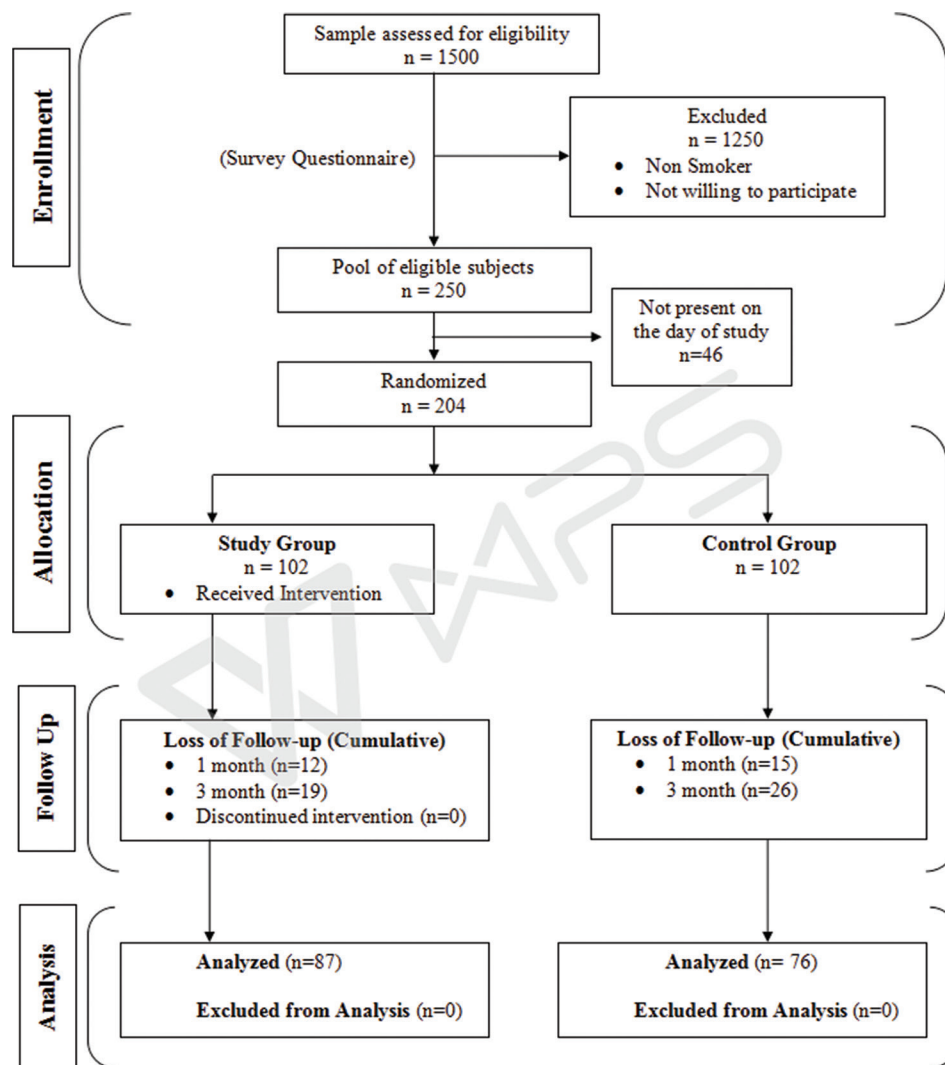 Enrollment
Sample assessed for eligibility
n = 1500
(Survey Questionnaire)
Excluded
n = 1250
• Non Smoker
• Not willing to participate
Pool of eligible subjects
n = 250
Not present on
the day of study
n=46
Randomized
n = 204
Allocation
Study Group
n = 102
• Received Intervention
Control Group
n = 102
Follow Up
Loss of Follow-up (Cumulative)
• 1 month (n=12)
• 3 month (n=19)
• Discontinued intervention (n=0)
Loss of Follow-up (Cumulative)
• 1 month (n=15)
• 3 month (n=26)
Analysis
Analyzed (n=87)
Excluded from Analysis (n=0)
Analyzed (n= 76)
Excluded from Analysis (n=0)
W WPS